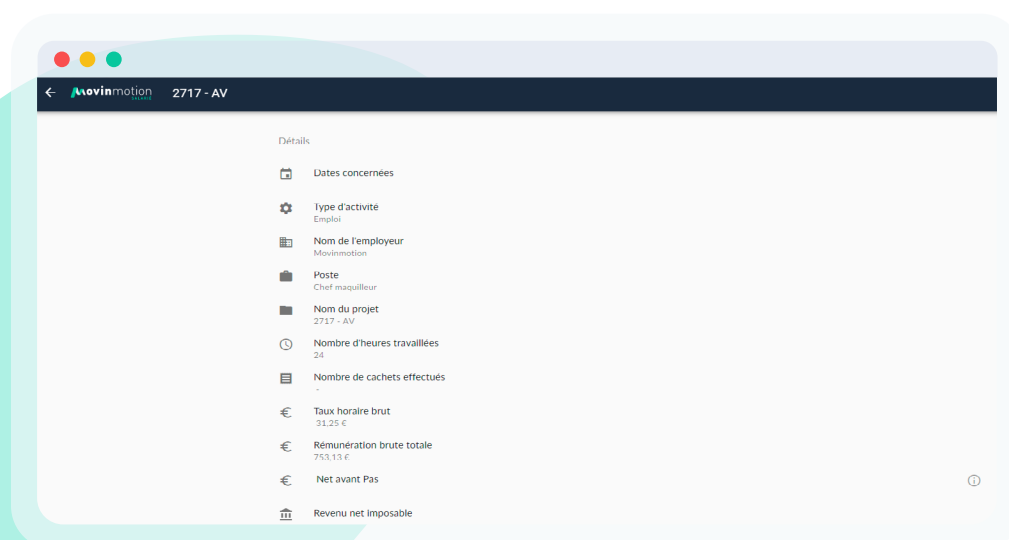 Movinmotion
SALARIÉ
2717 - AV
Détails
Dates concernées
Type d'activité
Emploi
Nom de l'employeur
Movinmotion
Poste
Chef maquilleur
Nom du projet
2717 - AV
Nombre d'heures travaillées
24
Nombre de cachets effectués
-
Taux horaire brut
31,25 €
Rémunération brute totale
753,13 €
Net avant Pas
Revenu net imposable